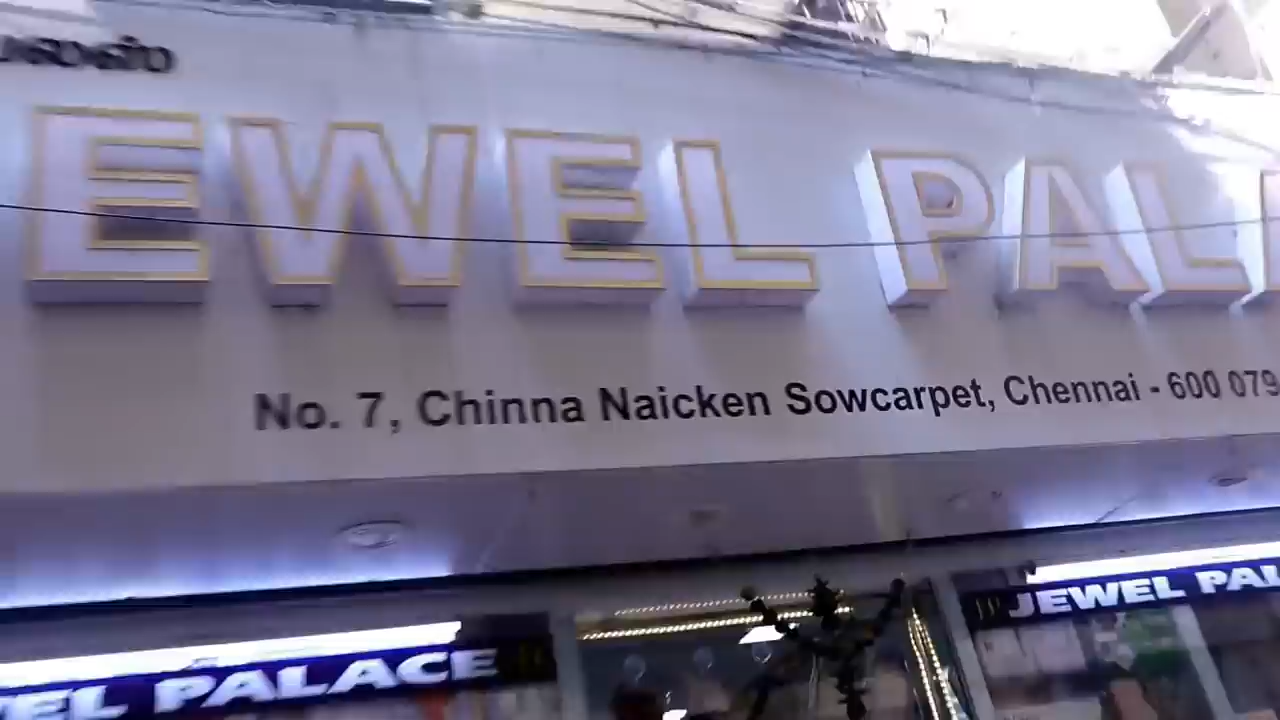 EWEL PAL
No. 7, Chinna Naicken Sowcarpet, Chennai - 600 079
JEWEL PAL
EL PALACE